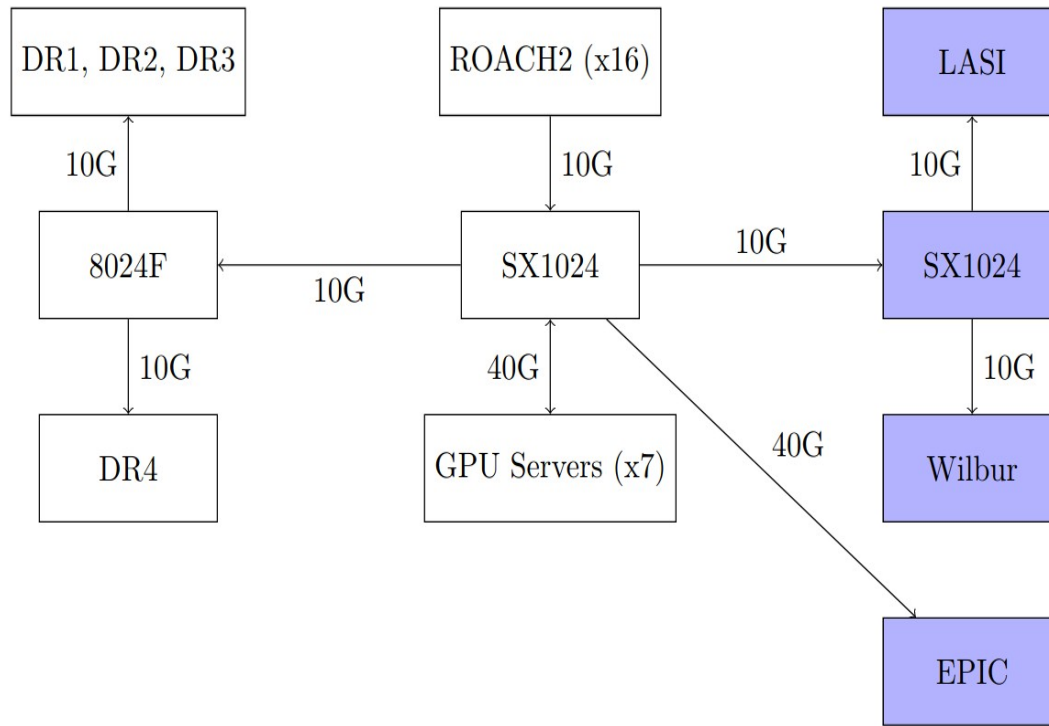 DR1, DR2, DR3
ROACH2 (x16)
LASI
10G
10G
10G
8024F
SX1024
SX1024
10G
10G
10G
40G
10G
DR4
GPU Servers (x7)
Wilbur
40G
EPIC